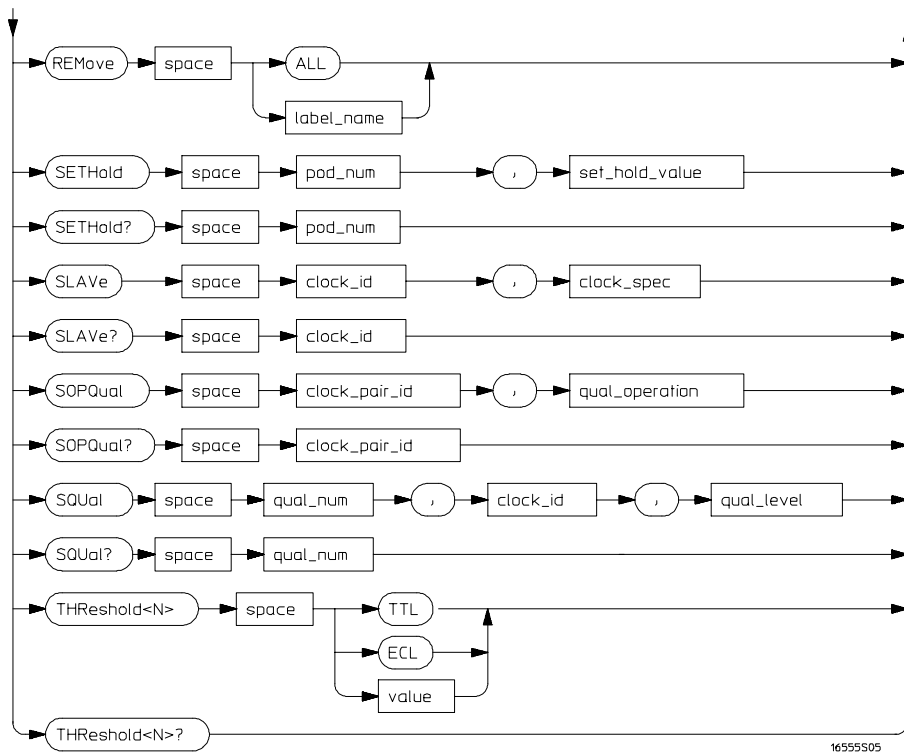 REMove space ALL
label_name
SETHold space pod_num , set_hold_value
SETHold? space pod_num
SLAVe space clock_id , clock_spec
SLAVe? space clock_id
SOPQual space clock_pair_id , qual_operation
SOPQual? space clock_pair_id
SQUal space qual_num , clock_id , qual_level
SQUal? space qual_num
THReshold<N> space TTL
ECL
value
THReshold<N>?
16555S05